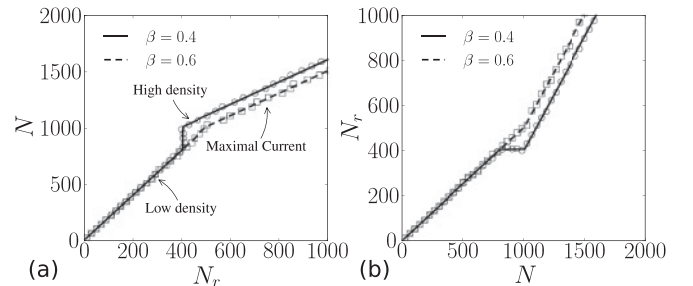 2000
1500
1000
500
0
N
β = 0.4
β = 0.6
High density
Maximal Current
Low density
0 200 400 600 800 1000
(a)
N_r
1000
800
600
400
200
0
N_r
β = 0.4
β = 0.6
0 500 1000 1500 2000
(b)
N